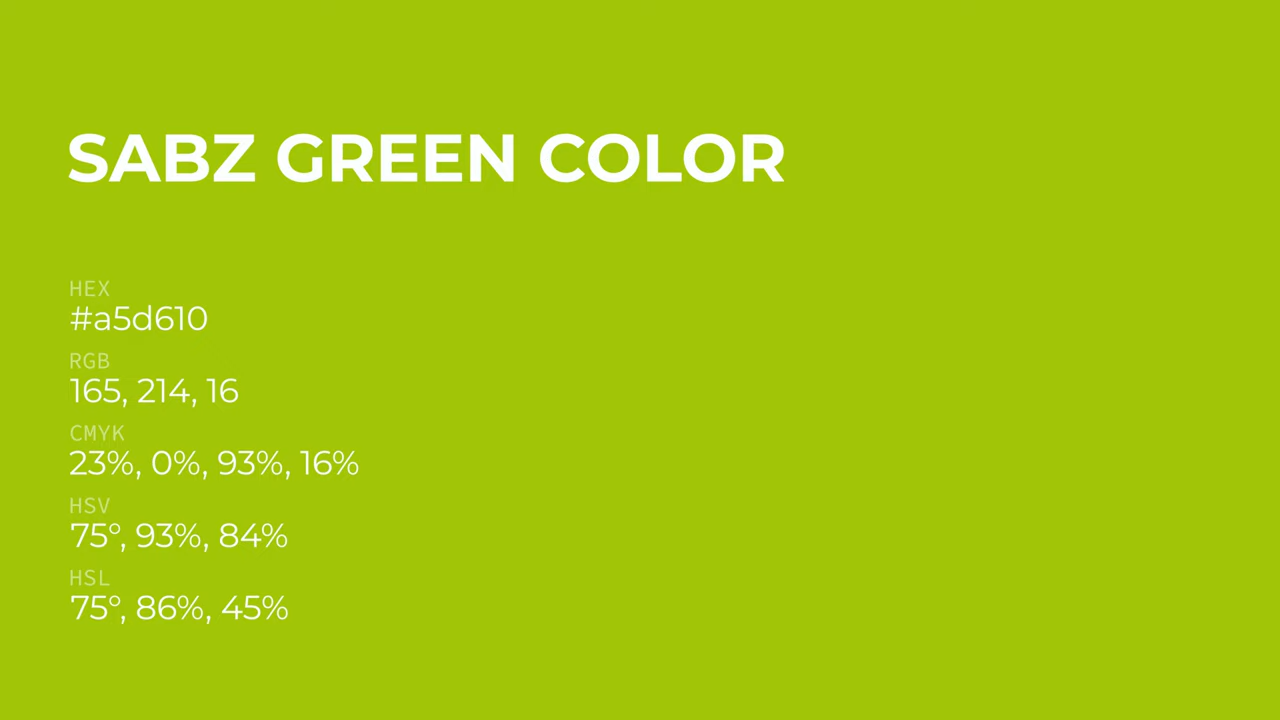 SABZ GREEN COLOR
HEX
#a5d610
RGB
165, 214, 16
CMYK
23%, 0%, 93%, 16%
HSV
75°, 93%, 84%
HSL
75°, 86%, 45%